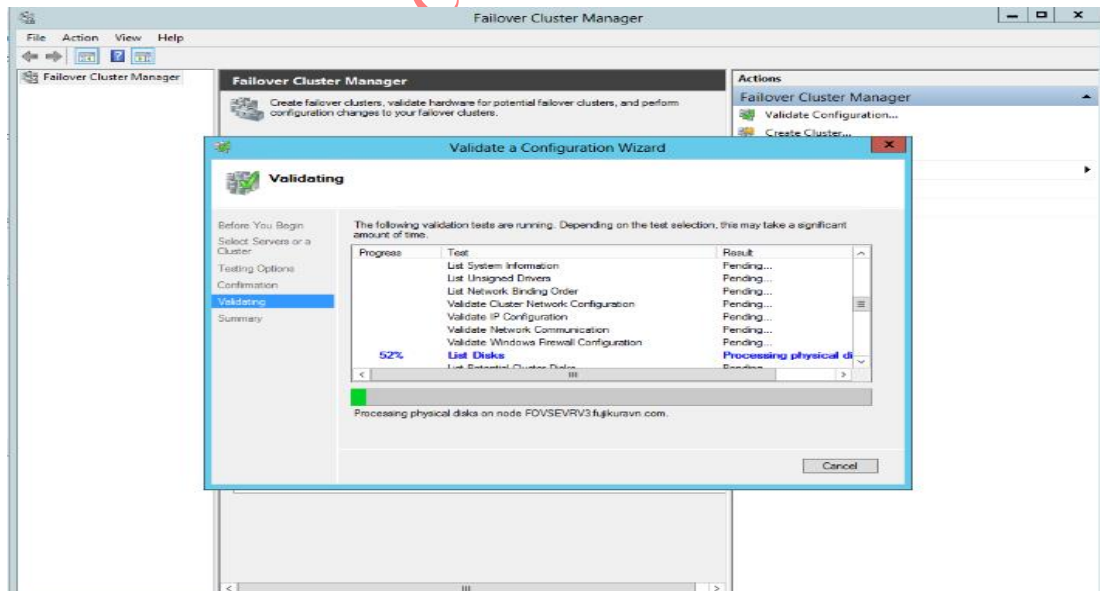 Failover Cluster Manager
File Action View Help
Failover Cluster Manager
Failover Cluster Manager
Create failover clusters, validate hardware for potential failover clusters, and perform
configuration changes to your failover clusters.
Actions
Failover Cluster Manager
Validate Configuration...
Create Cluster...
Validate a Configuration Wizard
Validating
Before You Begin
Select Servers or a
Cluster
Testing Options
Confirmation
Validating
Summary
The following validation tests are running. Depending on the test selection, this may take a significant
amount of time.
Progress Test Result
List System Information Pending...
List Unsigned Drivers Pending...
List Network Binding Order Pending...
Validate Cluster Network Configuration Pending...
Validate IP Configuration Pending...
Validate Network Communication Pending...
Validate Windows Firewall Configuration Pending...
52% List Disks Processing physical di
List Potential Cluster Disks Pending...
Processing physical disks on node FOVSEVRV3.fujikuravn.com.
Cancel